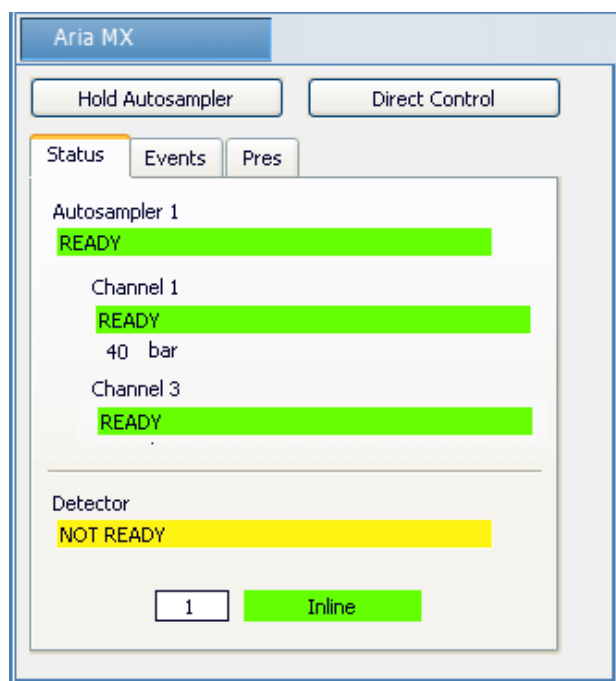 Aria MX
Hold Autosampler Direct Control
Status Events Pres
Autosampler 1
READY
Channel 1
READY
40 bar
Channel 3
READY
Detector
NOT READY
1 Inline